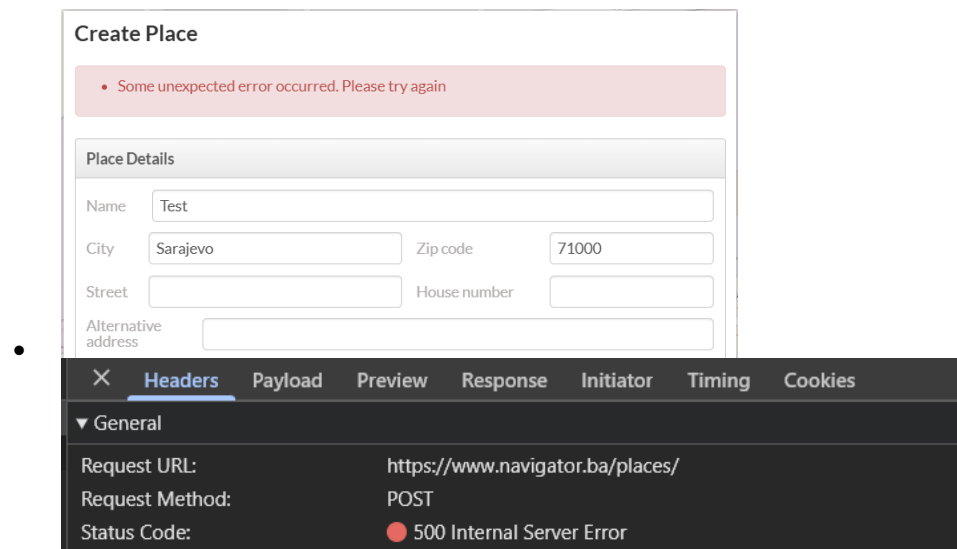 Create Place
• Some unexpected error occurred. Please try again
Place Details
Name Test
City Sarajevo Zip code 71000
Street House number
Alternative
address
Headers Payload Preview Response Initiator Timing Cookies
▼ General
Request URL: https://www.navigator.ba/places/
Request Method: POST
Status Code: 500 Internal Server Error